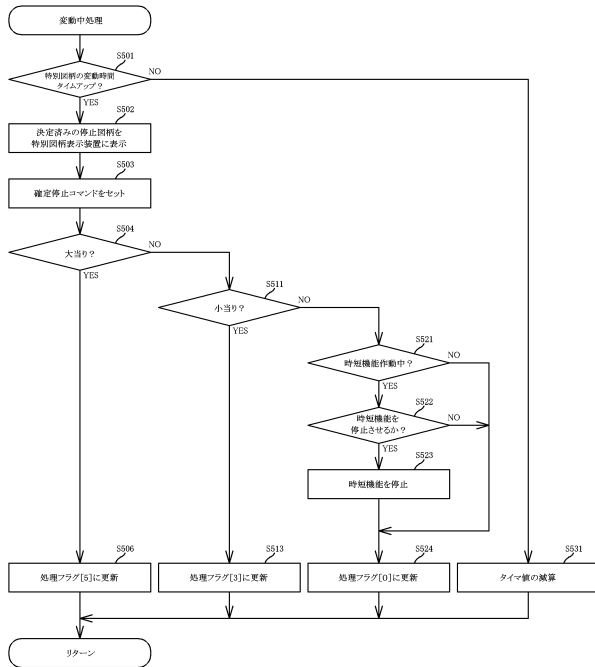 変動中処理
S501
特別図柄の変動時間
タイムアップ？
NO
YES
S502
決定済みの停止図柄を
特別図柄表示装置に表示
S503
確定停止コマンドをセット
S504
大当り？
NO
YES
S511
小当り？
NO
YES
S521
時短機能作動中？
NO
YES
S522
時短機能を
停止させるか？
NO
YES
S523
時短機能を停止
S506
処理フラグ[5]に更新
S513
処理フラグ[3]に更新
S524
処理フラグ[0]に更新
S531
タイマ値の減算
リターン